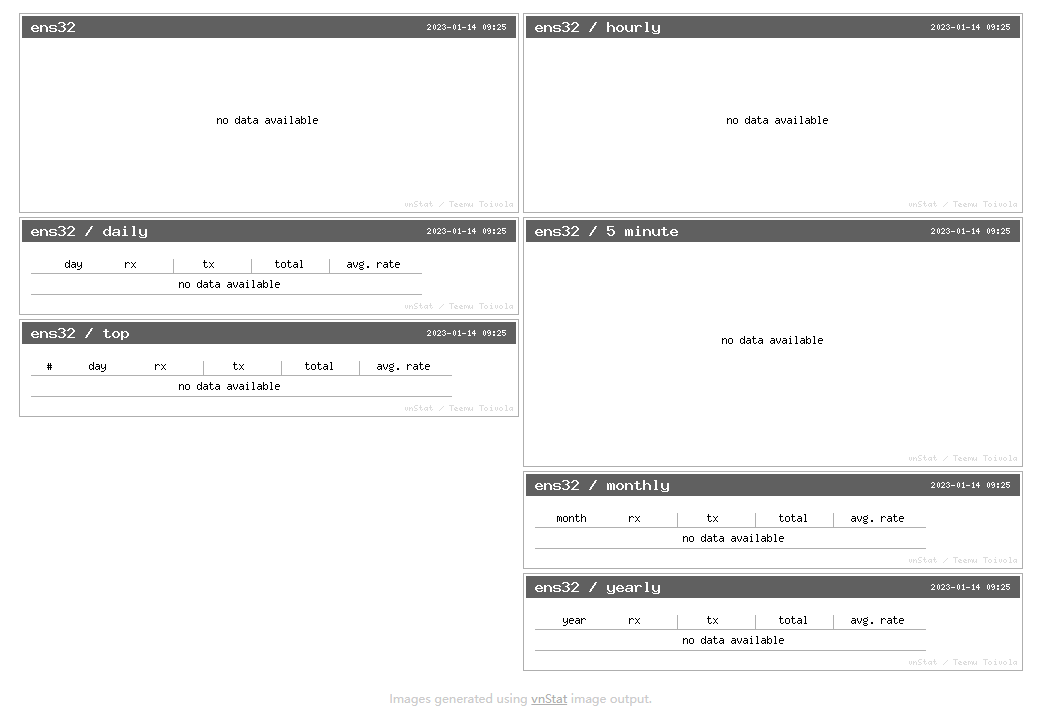 ens32 2023-01-14 09:25
no data available
vnStat / Teemu Toivola
ens32 / hourly 2023-01-14 09:25
no data available
vnStat / Teemu Toivola
ens32 / daily 2023-01-14 09:25
day rx tx total avg. rate
no data available
vnStat / Teemu Toivola
ens32 / top 2023-01-14 09:25
# day rx tx total avg. rate
no data available
vnStat / Teemu Toivola
ens32 / 5 minute 2023-01-14 09:25
no data available
vnStat / Teemu Toivola
ens32 / monthly 2023-01-14 09:25
month rx tx total avg. rate
no data available
vnStat / Teemu Toivola
ens32 / yearly 2023-01-14 09:25
year rx tx total avg. rate
no data available
vnStat / Teemu Toivola
Images generated using vnStat image output.